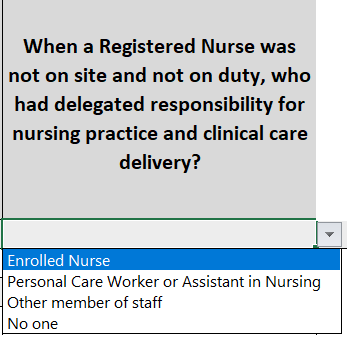 When a Registered Nurse was
not on site and not on duty, who
had delegated responsibility for
nursing practice and clinical care
delivery?
Enrolled Nurse
Personal Care Worker or Assistant in Nursing
Other member of staff
No one